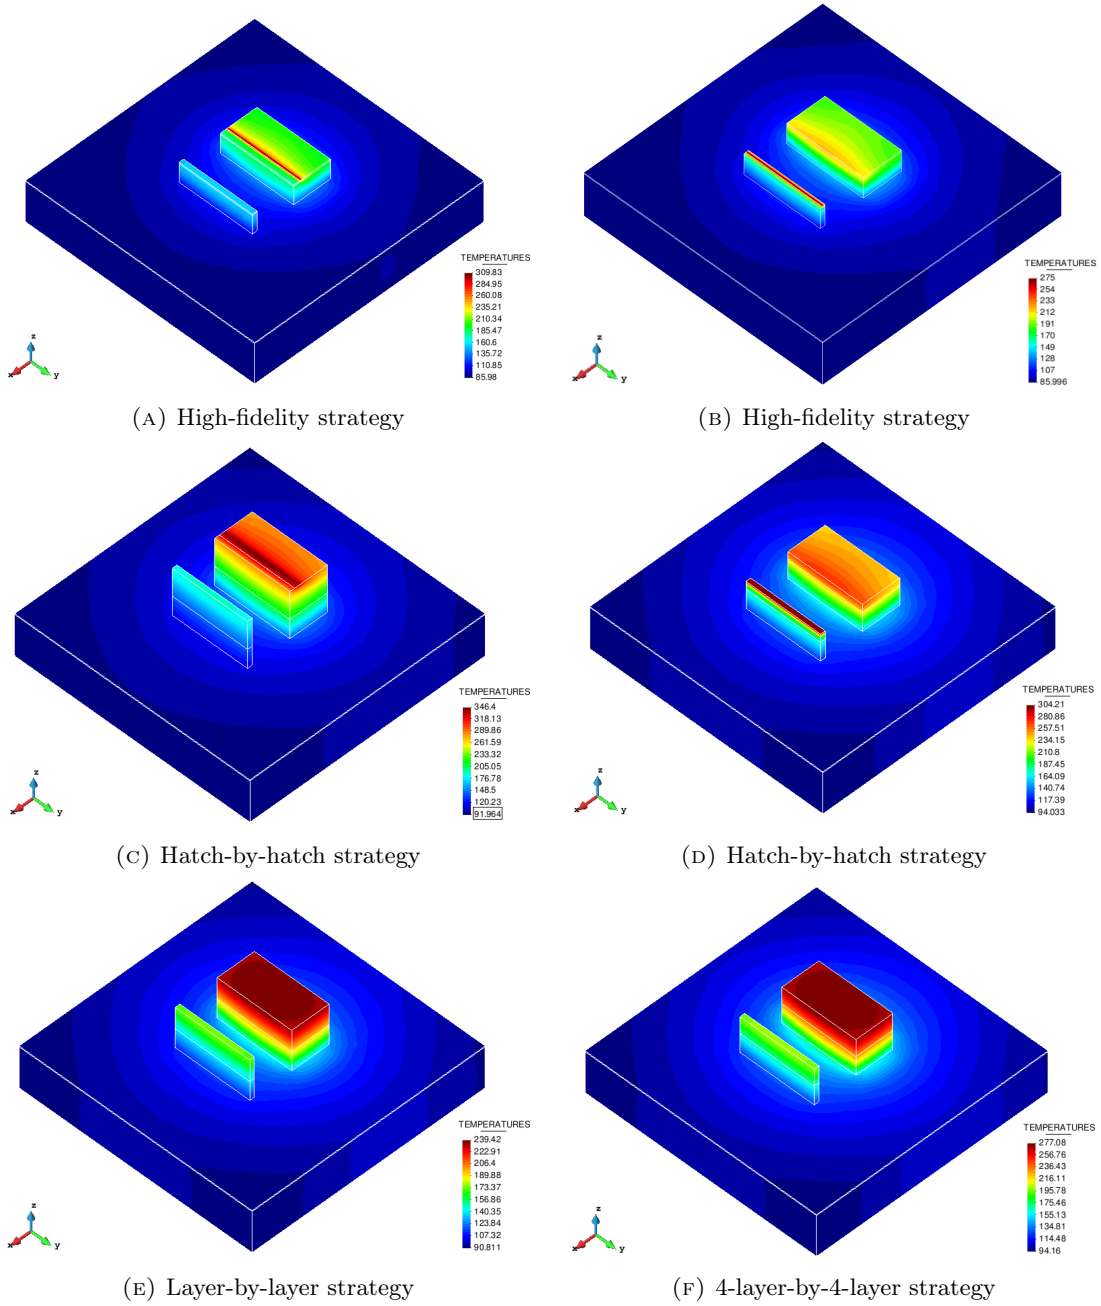 TEMPERATURES
309.83
284.95
260.08
235.21
210.34
185.47
160.6
135.72
110.85
85.98
z
x
y
(A) High-fidelity strategy
TEMPERATURES
275
254
233
212
191
170
149
128
107
85.996
z
x
y
(B) High-fidelity strategy
TEMPERATURES
346.4
318.13
289.86
261.59
233.32
205.05
176.78
148.5
120.23
91.964
z
x
y
(C) Hatch-by-hatch strategy
TEMPERATURES
304.21
280.86
257.51
234.15
210.8
187.45
164.09
140.74
117.39
94.033
z
x
y
(D) Hatch-by-hatch strategy
TEMPERATURES
239.42
222.91
206.4
189.88
173.37
156.86
140.35
123.84
107.32
90.811
z
x
y
(E) Layer-by-layer strategy
TEMPERATURES
277.08
256.76
236.43
216.11
195.78
175.46
155.13
134.81
114.48
94.16
z
x
y
(F) 4-layer-by-4-layer strategy